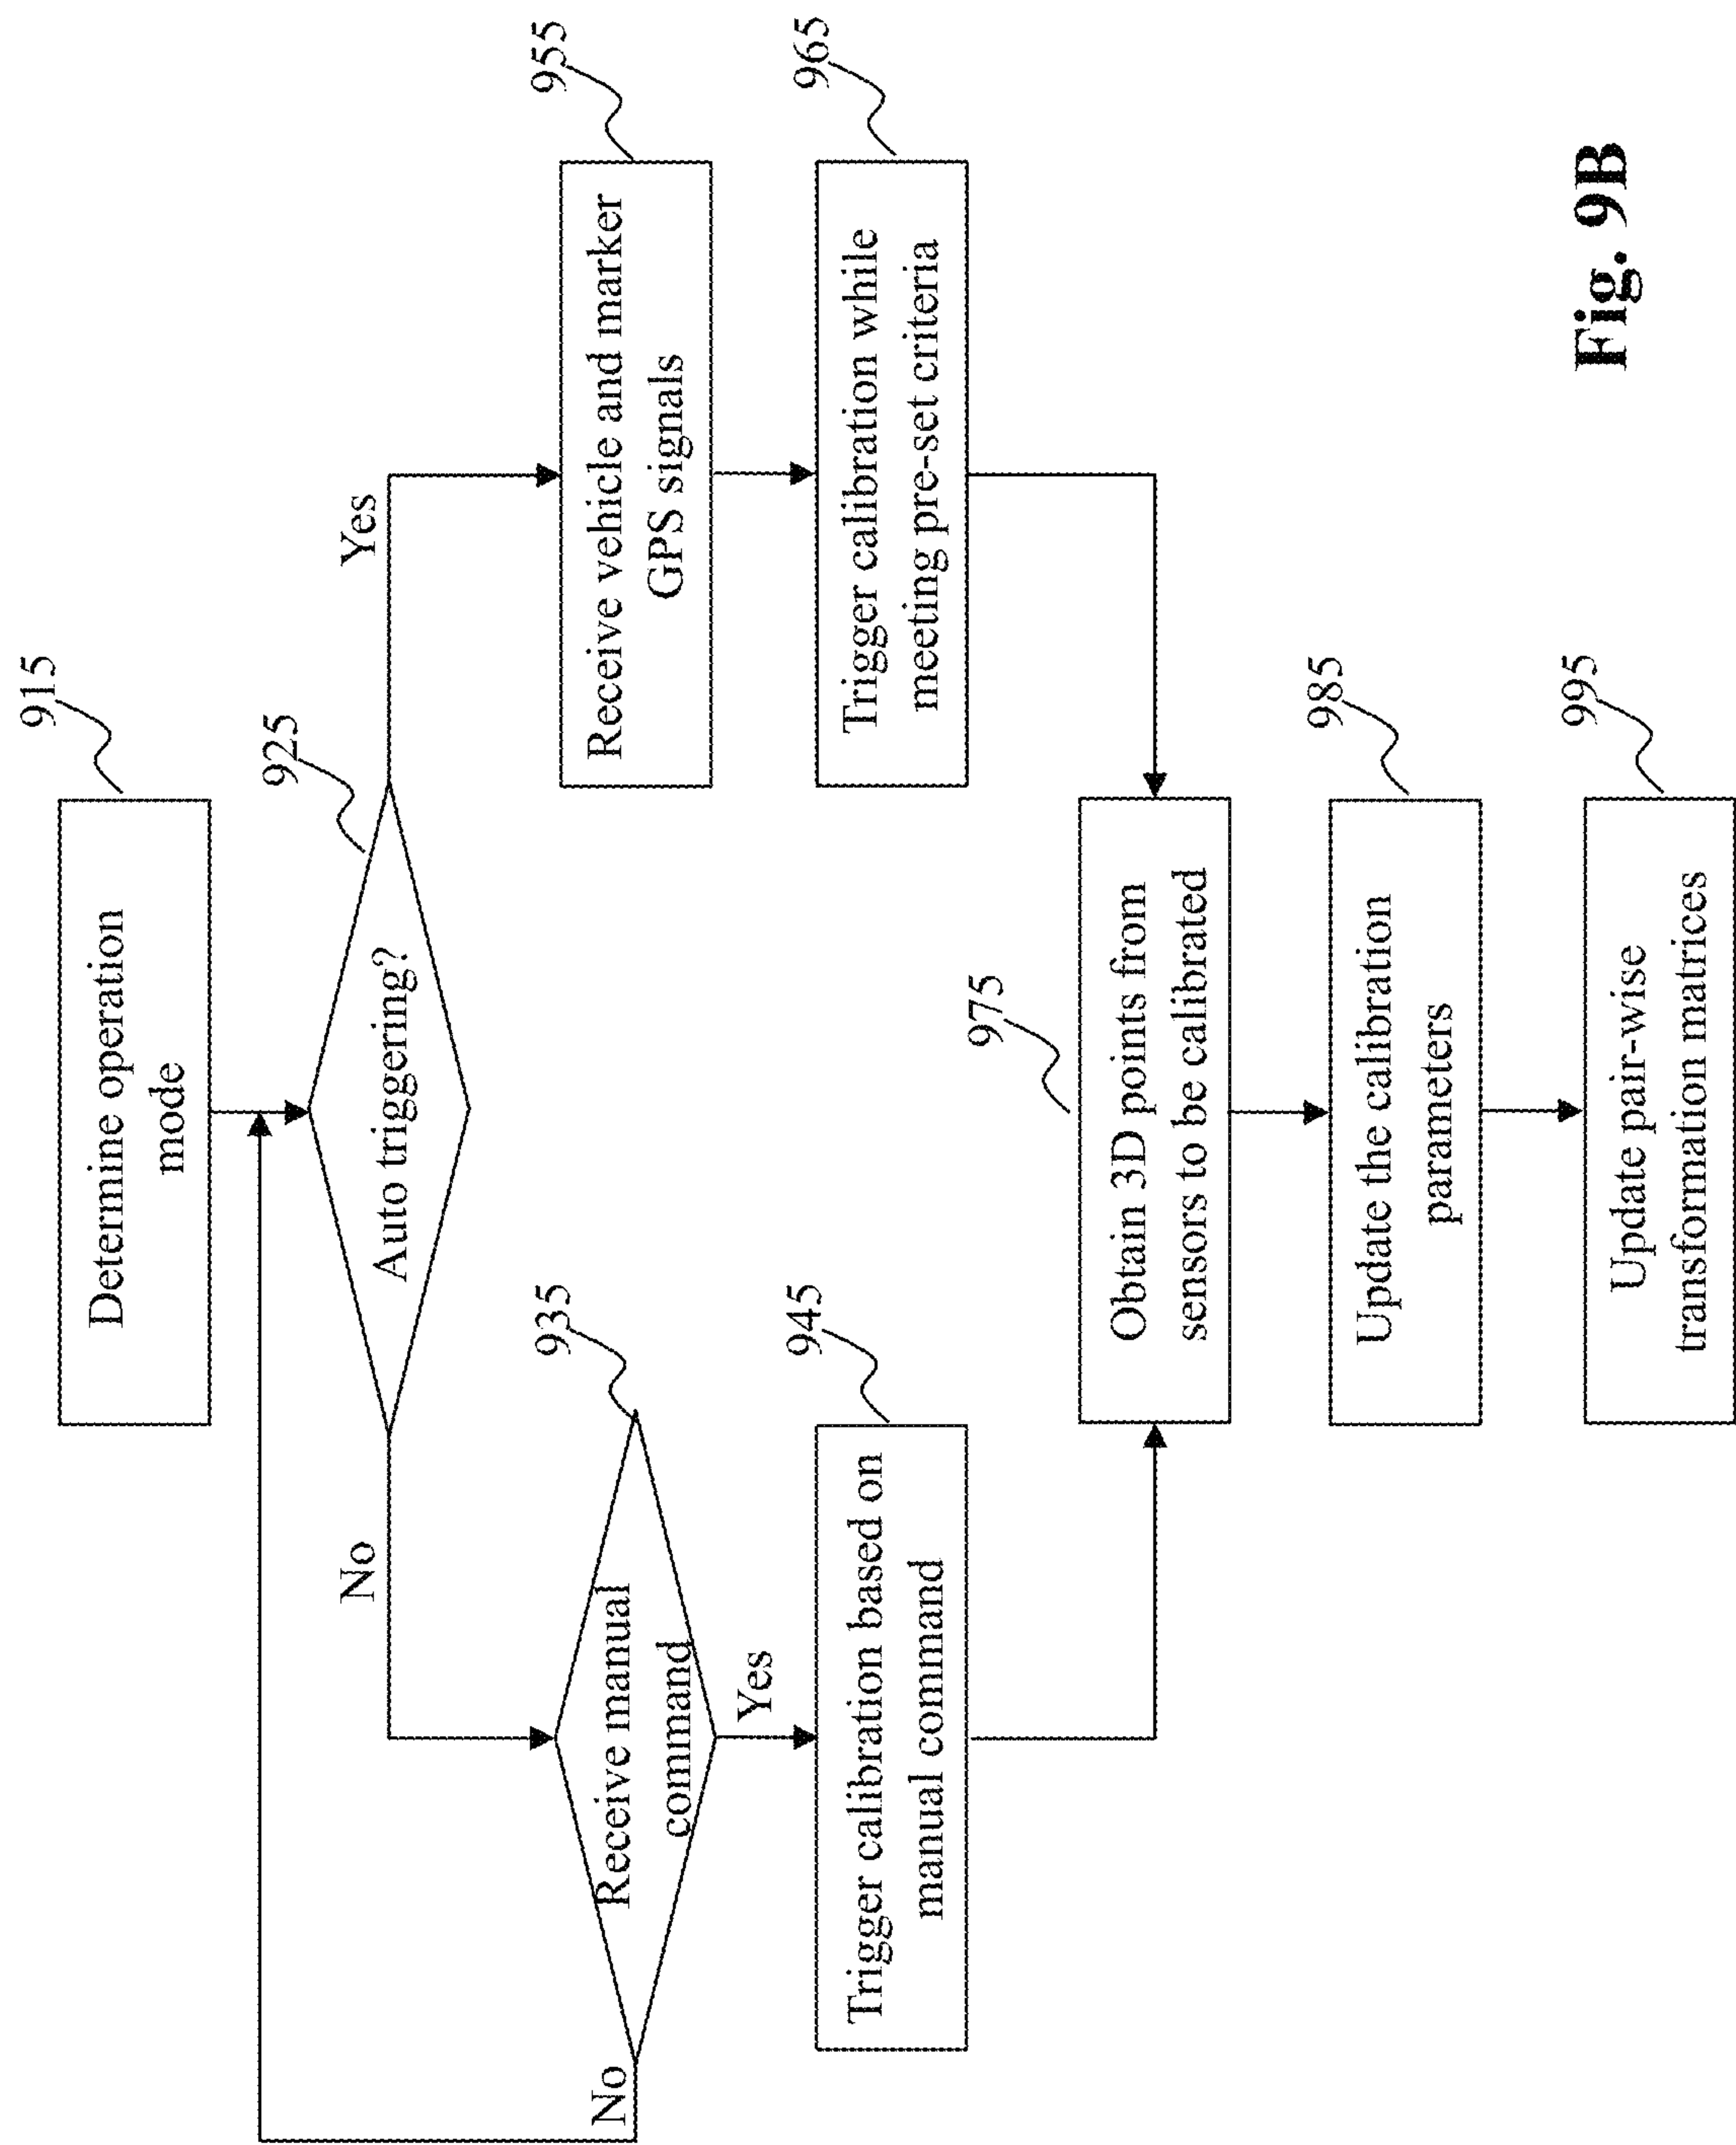 915
Determine operation
mode
925
Auto triggering?
No
Yes
935
Receive manual
command
No
Yes
955
Receive vehicle and marker
GPS signals
945
Trigger calibration based on
manual command
965
Trigger calibration while
meeting pre-set criteria
975
Obtain 3D points from
sensors to be calibrated
985
Update the calibration
parameters
995
Update pair-wise
transformation matrices
Fig. 9B